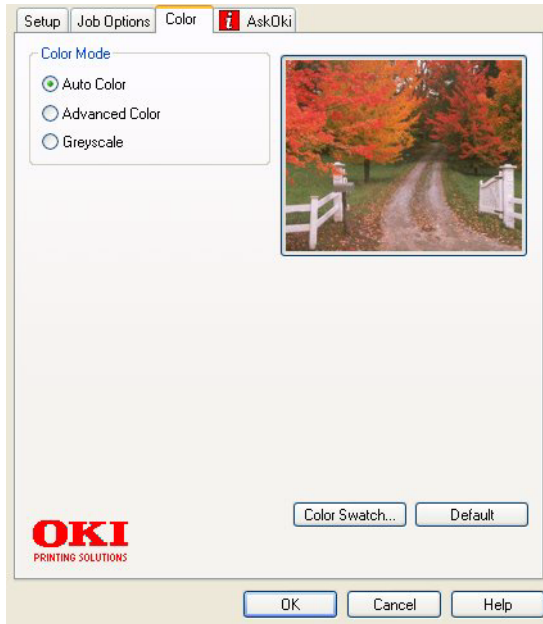 Setup Job Options Color i AskOki
Color Mode
Auto Color
Advanced Color
Greyscale
Color Swatch... Default
OKI
PRINTING SOLUTIONS
OK Cancel Help